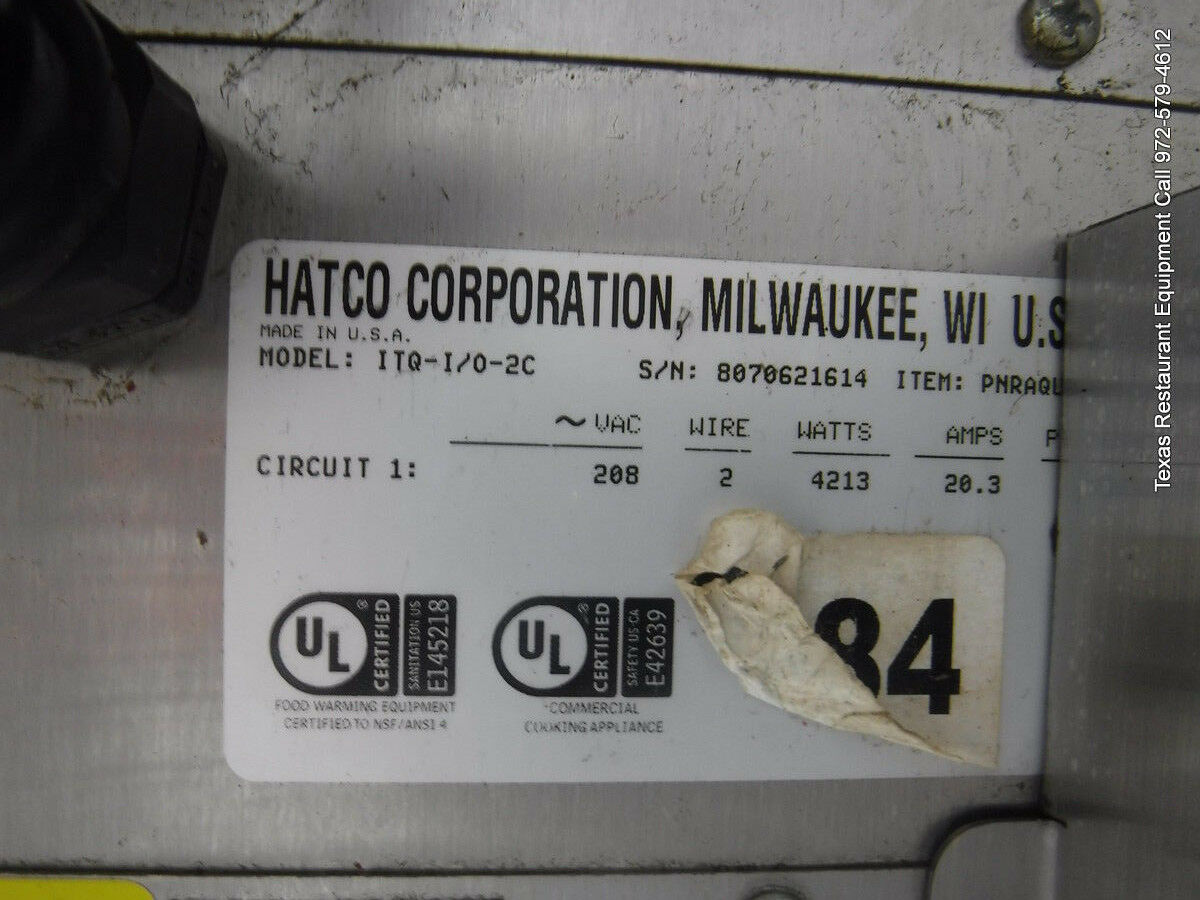 HATCO CORPORATION, MILWAUKEE, WI U.S
MADE IN U.S.A.
MODEL: ITQ-I/O-2C S/N: 8070621614 ITEM: PNRAQU
~ VAC WIRE WATTS AMPS P
CIRCUIT 1: 208 2 4213 20.3
UL ® CERTIFIED SANITATION US E145218
FOOD WARMING EQUIPMENT
CERTIFIED TO NSF/ANSI 4
UL ® CERTIFIED SAFETY US-CA E42639
COMMERCIAL
COOKING APPLIANCE
84
Texas Restaurant Equipment Call 972-579-4612